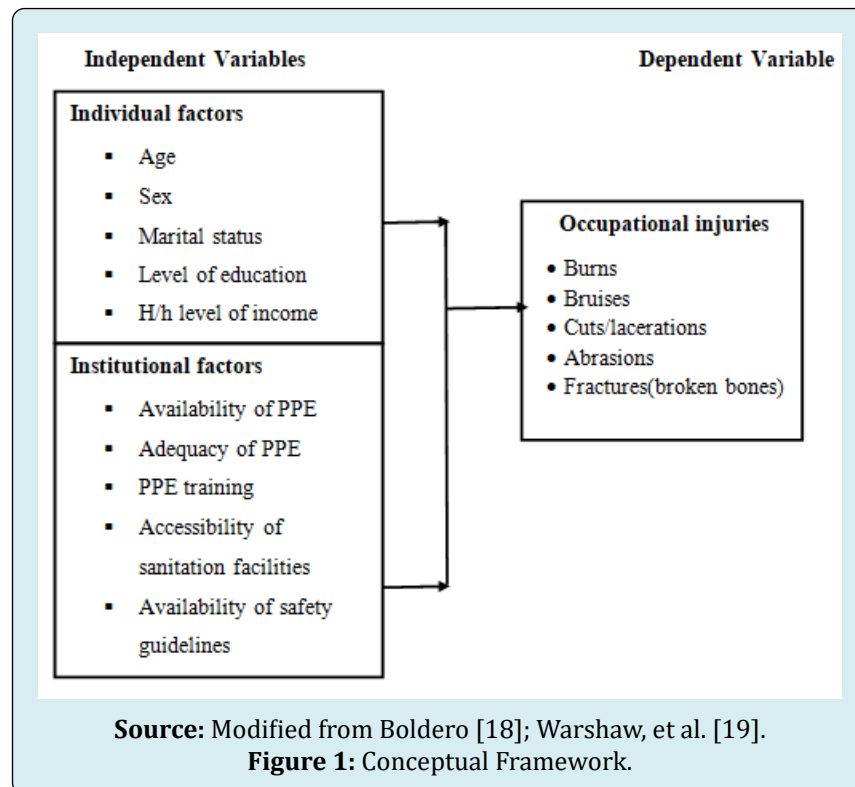 Independent Variables
Dependent Variable
Individual factors
▪ Age
▪ Sex
▪ Marital status
▪ Level of education
▪ H/h level of income
Institutional factors
▪ Availability of PPE
▪ Adequacy of PPE
▪ PPE training
▪ Accessibility of
sanitation facilities
▪ Availability of safety
guidelines
Occupational injuries
• Burns
• Bruises
• Cuts/lacerations
• Abrasions
• Fractures(broken bones)
Source: Modified from Boldero [18]; Warshaw, et al. [19].
Figure 1: Conceptual Framework.